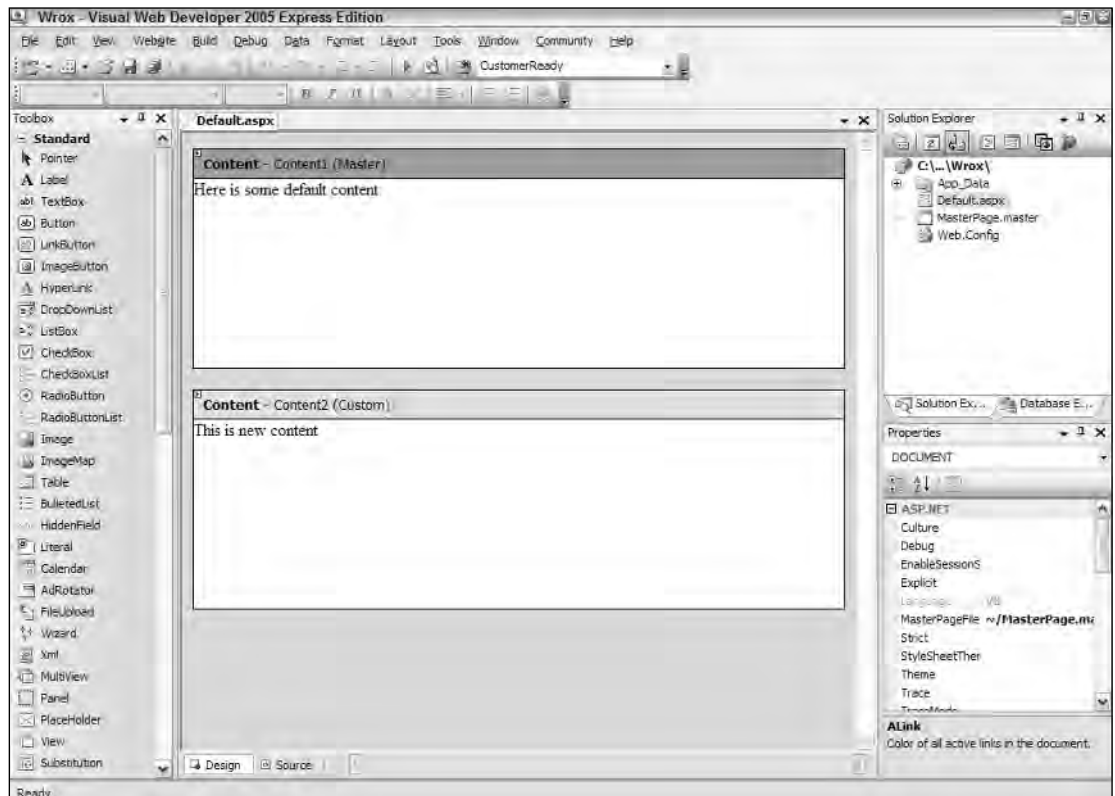 Wrox - Visual Web Developer 2005 Express Edition
File Edit View Website Build Debug Data Format Layout Tools Window Community Help
CustomerReady
Toolbox
Standard
Pointer
A Label
abl TextBox
ab Button
LinkButton
ImageButton
A HyperLink
DropDownList
ListBox
CheckBox
CheckBoxList
RadioButton
RadioButtonList
Image
ImageMap
Table
BulletedList
HiddenField
Literal
Calendar
AdRotator
FileUpload
Wizard
Xml
MultiView
Panel
PlaceHolder
View
Substitution
Default.aspx
Content - Content1 (Master)
Here is some default content
Content - Content2 (Custom)
This is new content
Design Source
Solution Explorer
C:\...\Wrox\
App_Data
Default.aspx
MasterPage.master
Web.Config
Solution Ex... Database E...
Properties
DOCUMENT
ASP.NET
Culture
Debug
EnableSessionS
Explicit
Language VB
MasterPageFile ~/MasterPage.ma
Strict
StyleSheetTher
Theme
Trace
TraceMode
ALink
Color of all active links in the document.
Ready